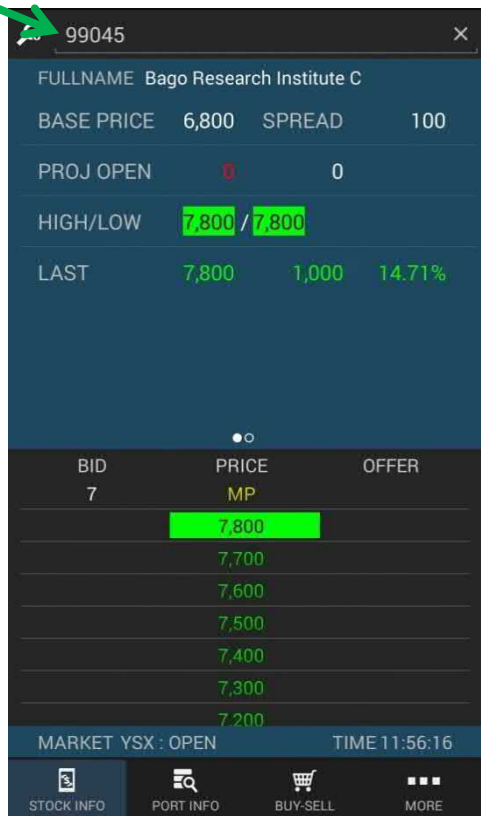 99045 ×
FULLNAME Bago Research Institute C
BASE PRICE 6,800 SPREAD 100
PROJ OPEN 0 0
HIGH/LOW 7,800 / 7,800
LAST 7,800 1,000 14.71%
BID PRICE OFFER
7 MP
7,800
7,700
7,600
7,500
7,400
7,300
7,200
MARKET YSX : OPEN TIME 11:56:16
STOCK INFO PORT INFO BUY-SELL MORE